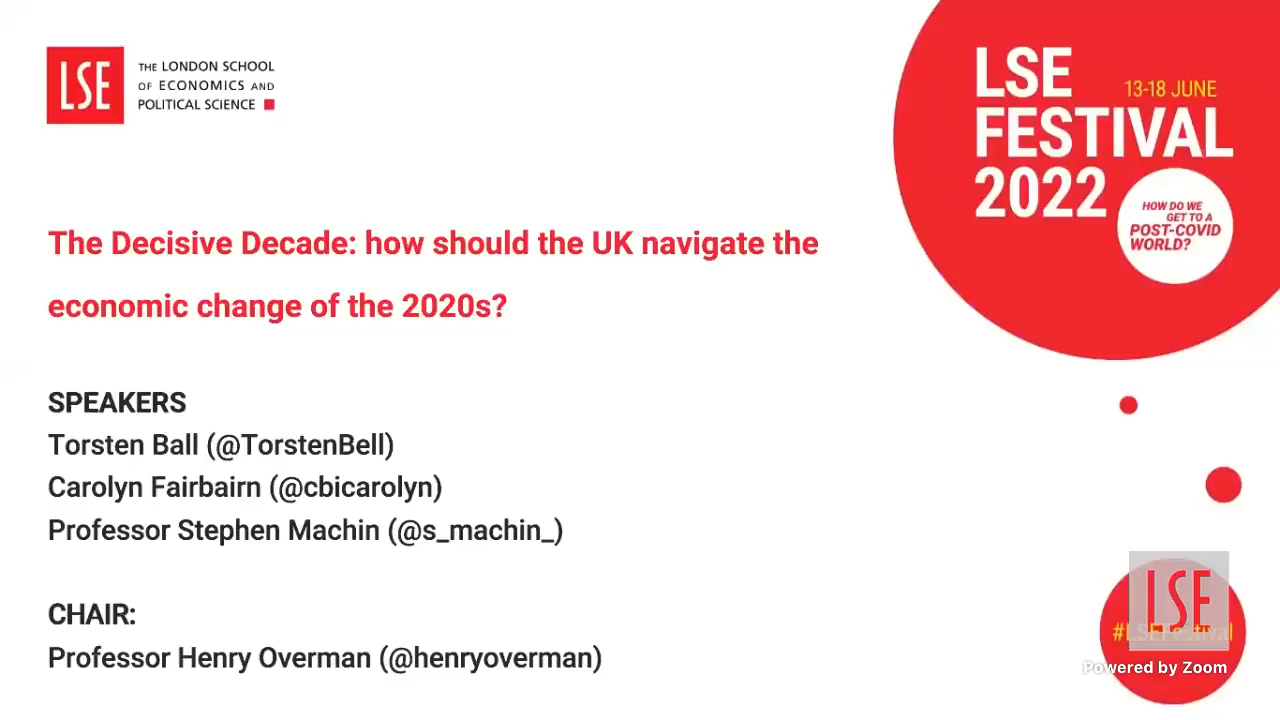 LSE
THE LONDON SCHOOL
OF ECONOMICS AND
POLITICAL SCIENCE
LSE
13-18 JUNE
FESTIVAL
2022
HOW DO WE
GET TO A
POST-COVID
WORLD?
The Decisive Decade: how should the UK navigate the
economic change of the 2020s?
SPEAKERS
Torsten Ball (@TorstenBell)
Carolyn Fairbairn (@cbicarolyn)
Professor Stephen Machin (@s_machin_)
CHAIR:
Professor Henry Overman (@henryoverman)
LSE
#LSEFestival
Powered by Zoom